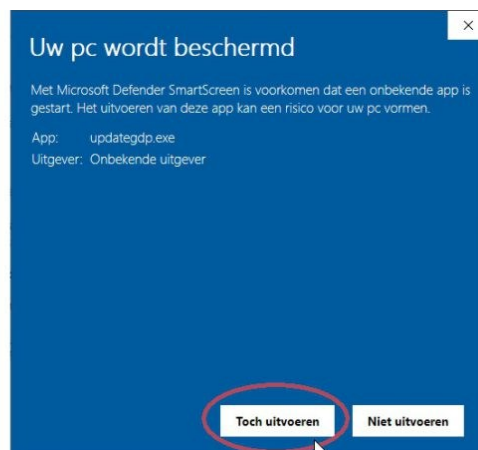 Uw pc wordt beschermd
Met Microsoft Defender SmartScreen is voorkomen dat een onbekende app is
gestart. Het uitvoeren van deze app kan een risico voor uw pc vormen.
App: updategdp.exe
Uitgever: Onbekende uitgever
Toch uitvoeren Niet uitvoeren